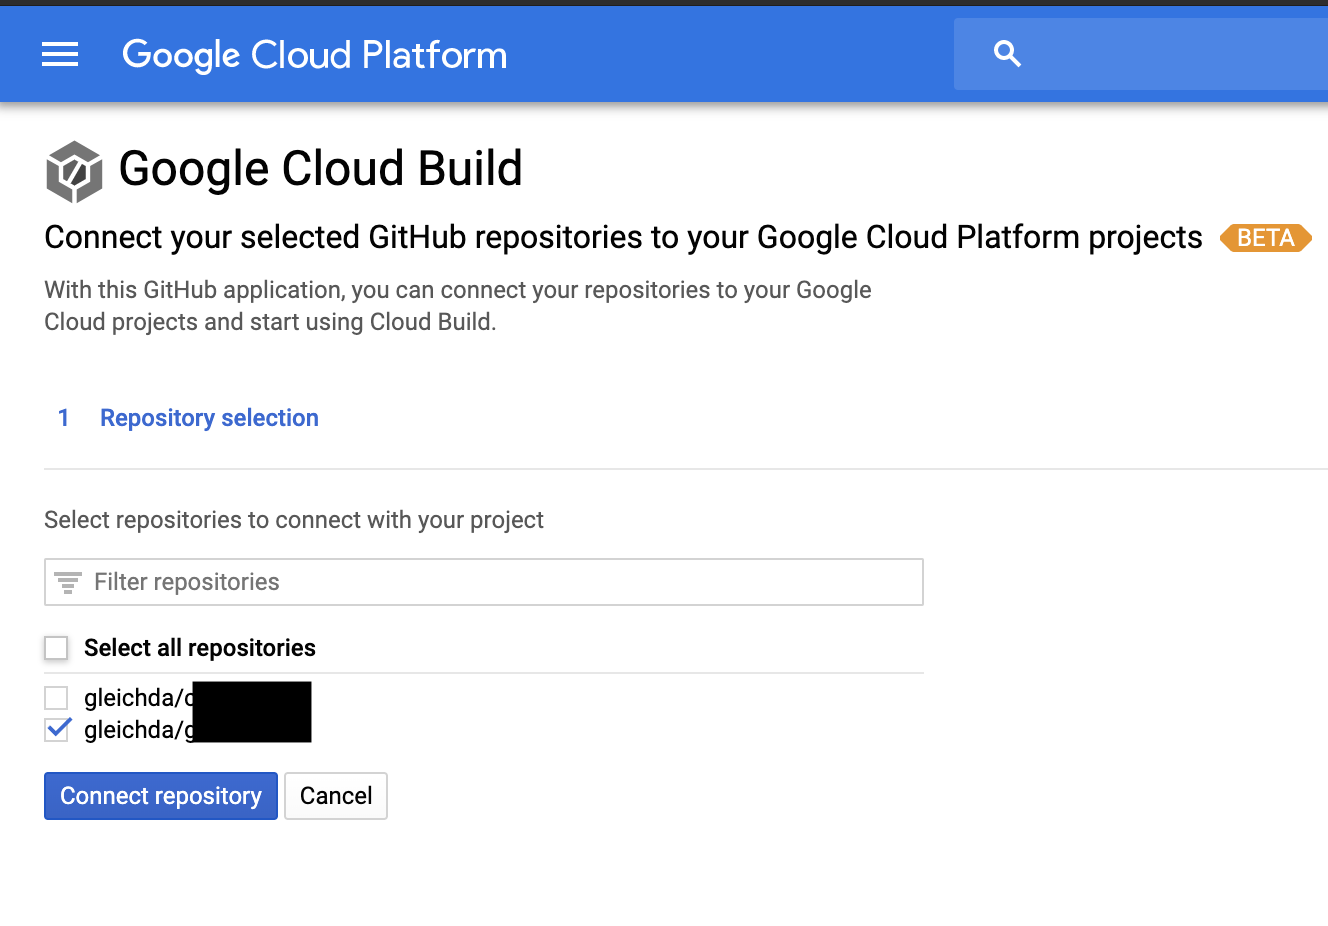 Google Cloud Platform
Google Cloud Build
Connect your selected GitHub repositories to your Google Cloud Platform projects BETA
With this GitHub application, you can connect your repositories to your Google
Cloud projects and start using Cloud Build.
1 Repository selection
Select repositories to connect with your project
Filter repositories
Select all repositories
gleichda/
gleichda/g
Connect repository Cancel